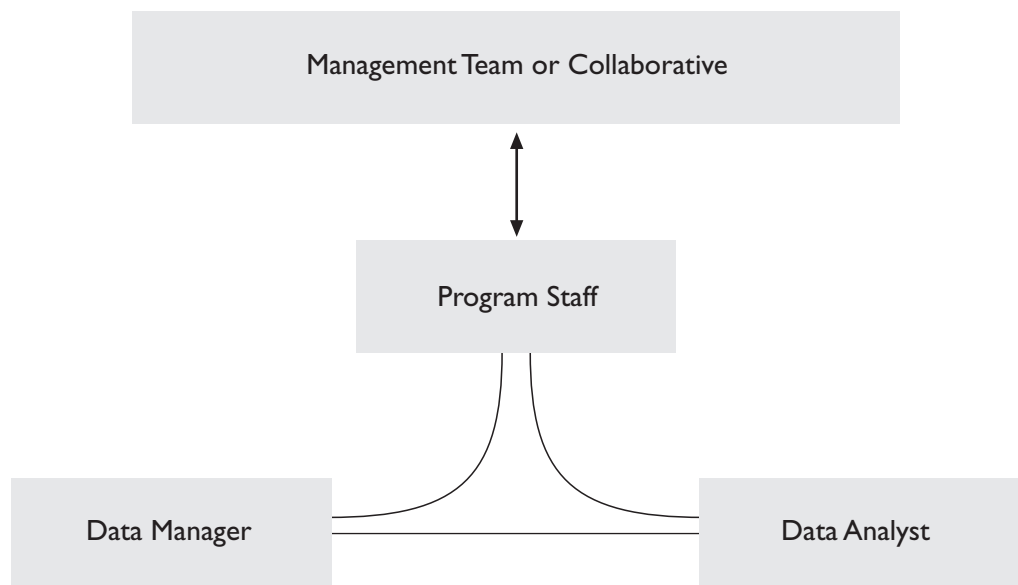 Management Team or Collaborative
Program Staff
Data Manager
Data Analyst